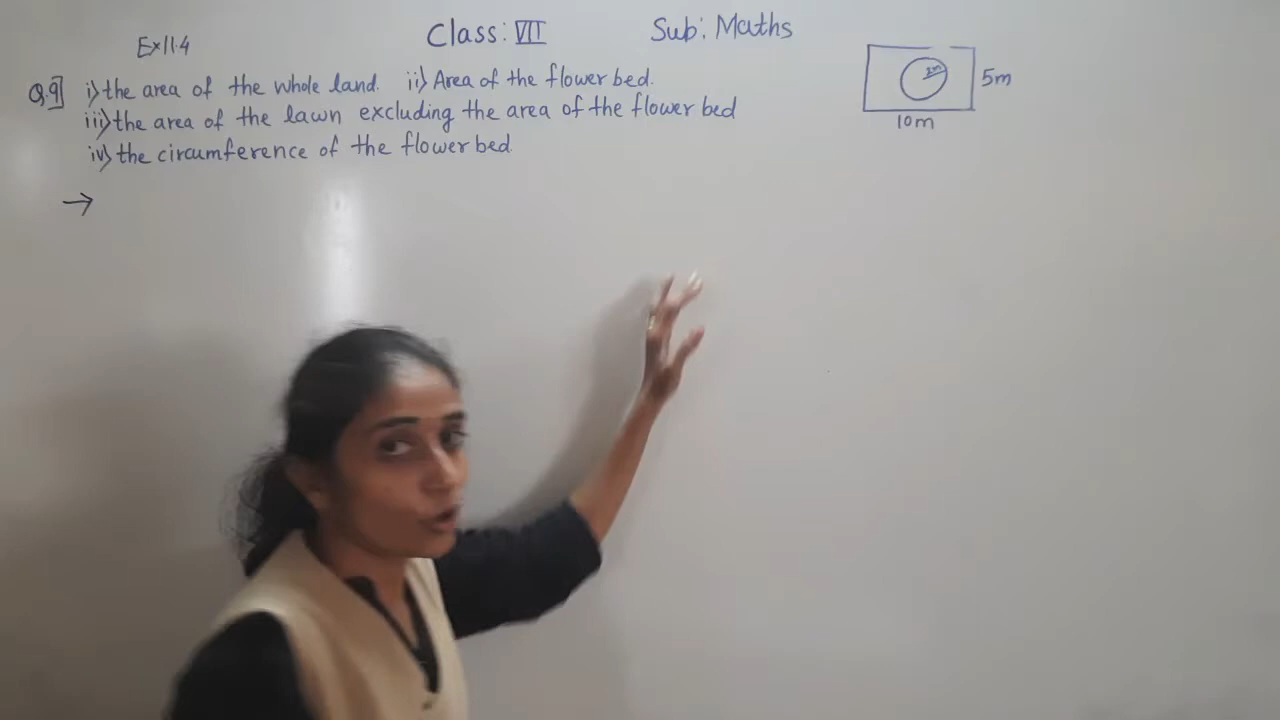 Class: VII Sub: Maths
Ex 11.4
Q.9] i) the area of the whole land. ii) Area of the flower bed.
iii) the area of the lawn excluding the area of the flower bed
iv) the circumference of the flower bed
→
2m
5m
10m